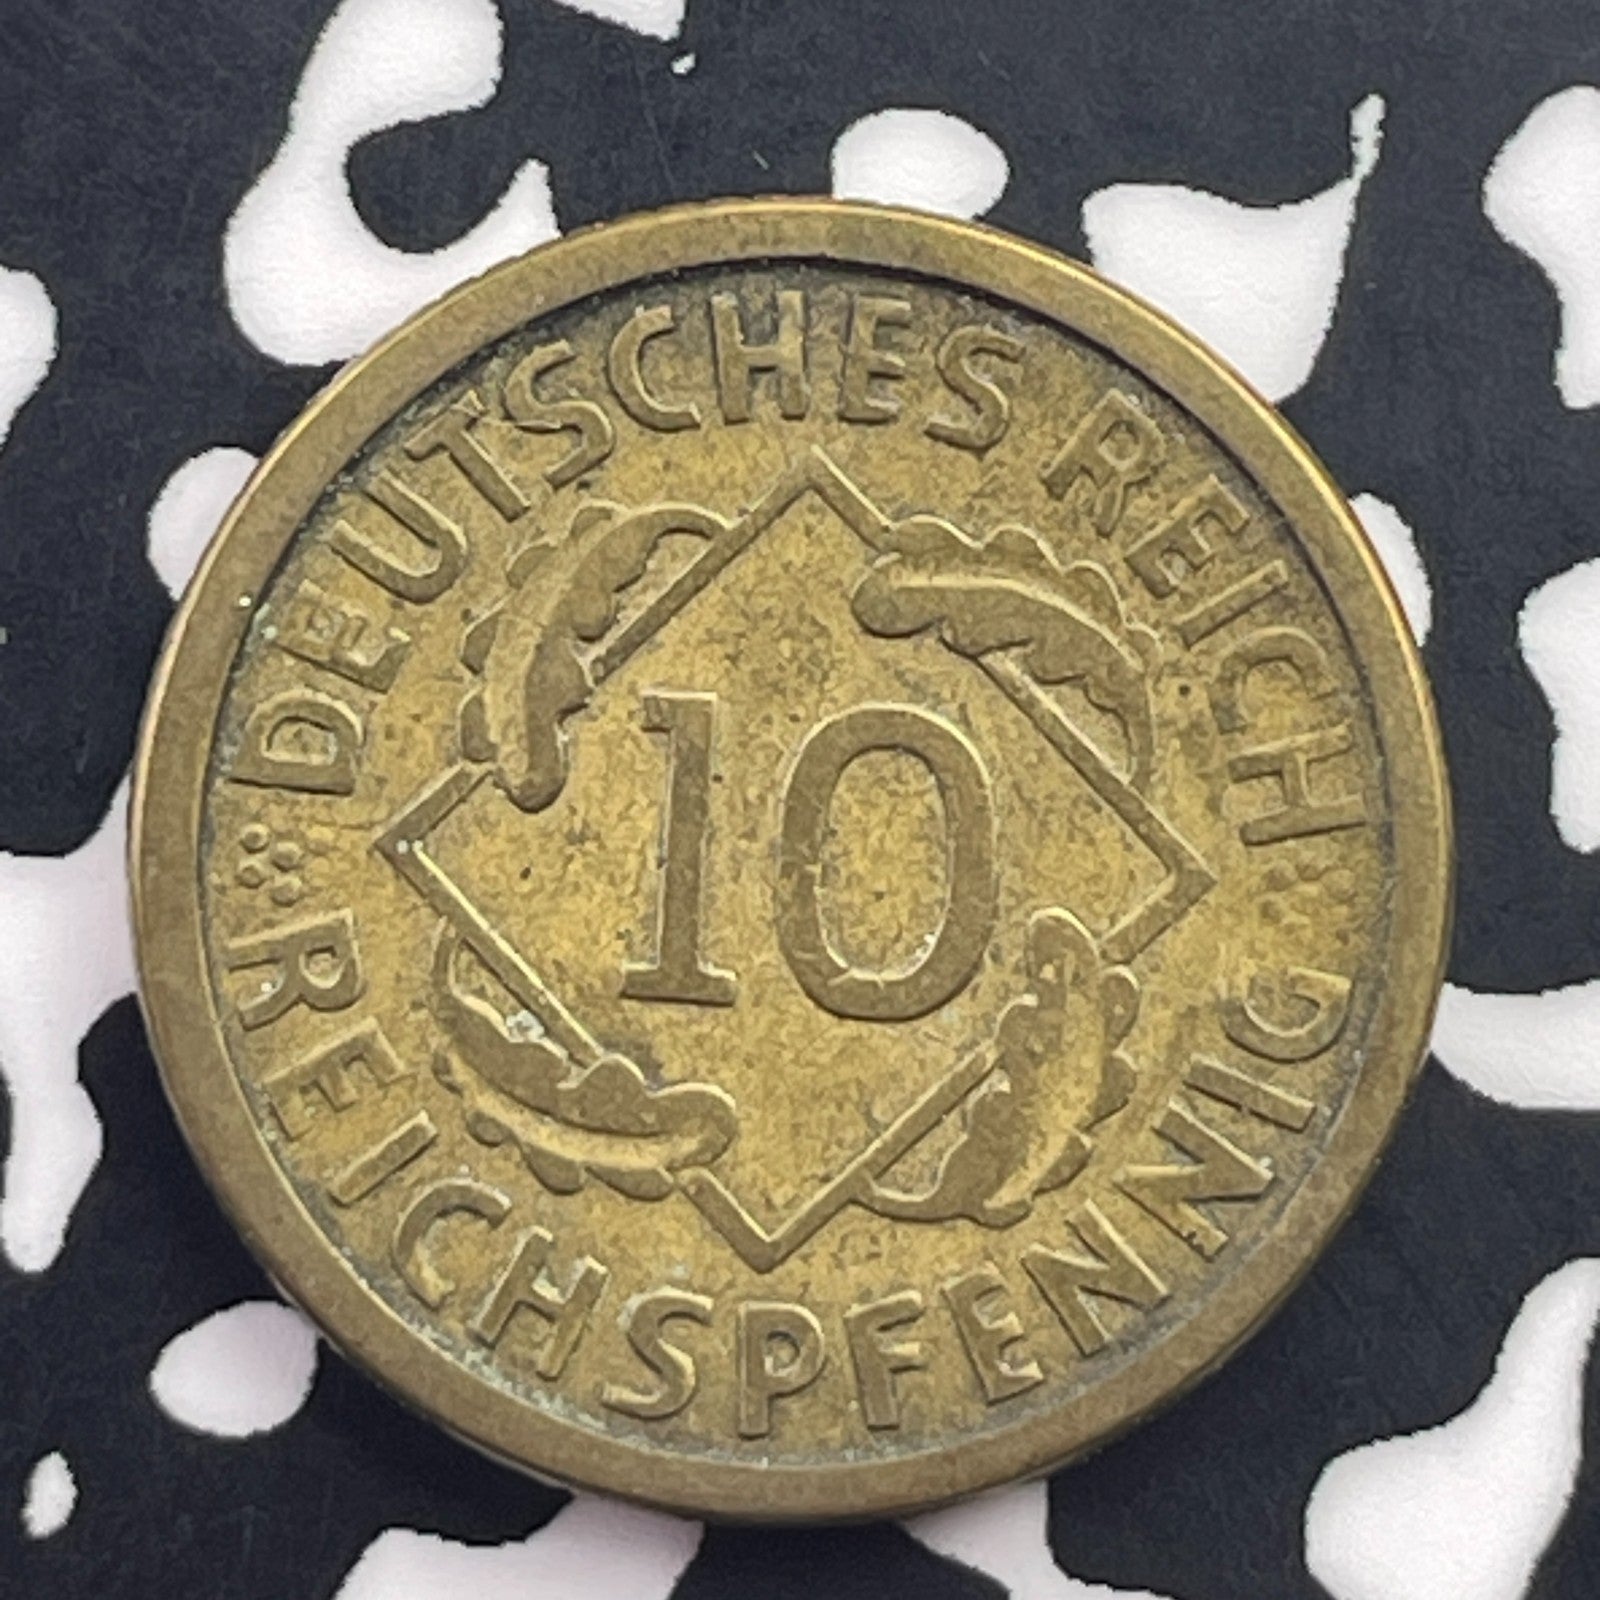 DEUTSCHES REICH
10
REICHSPFENNIG